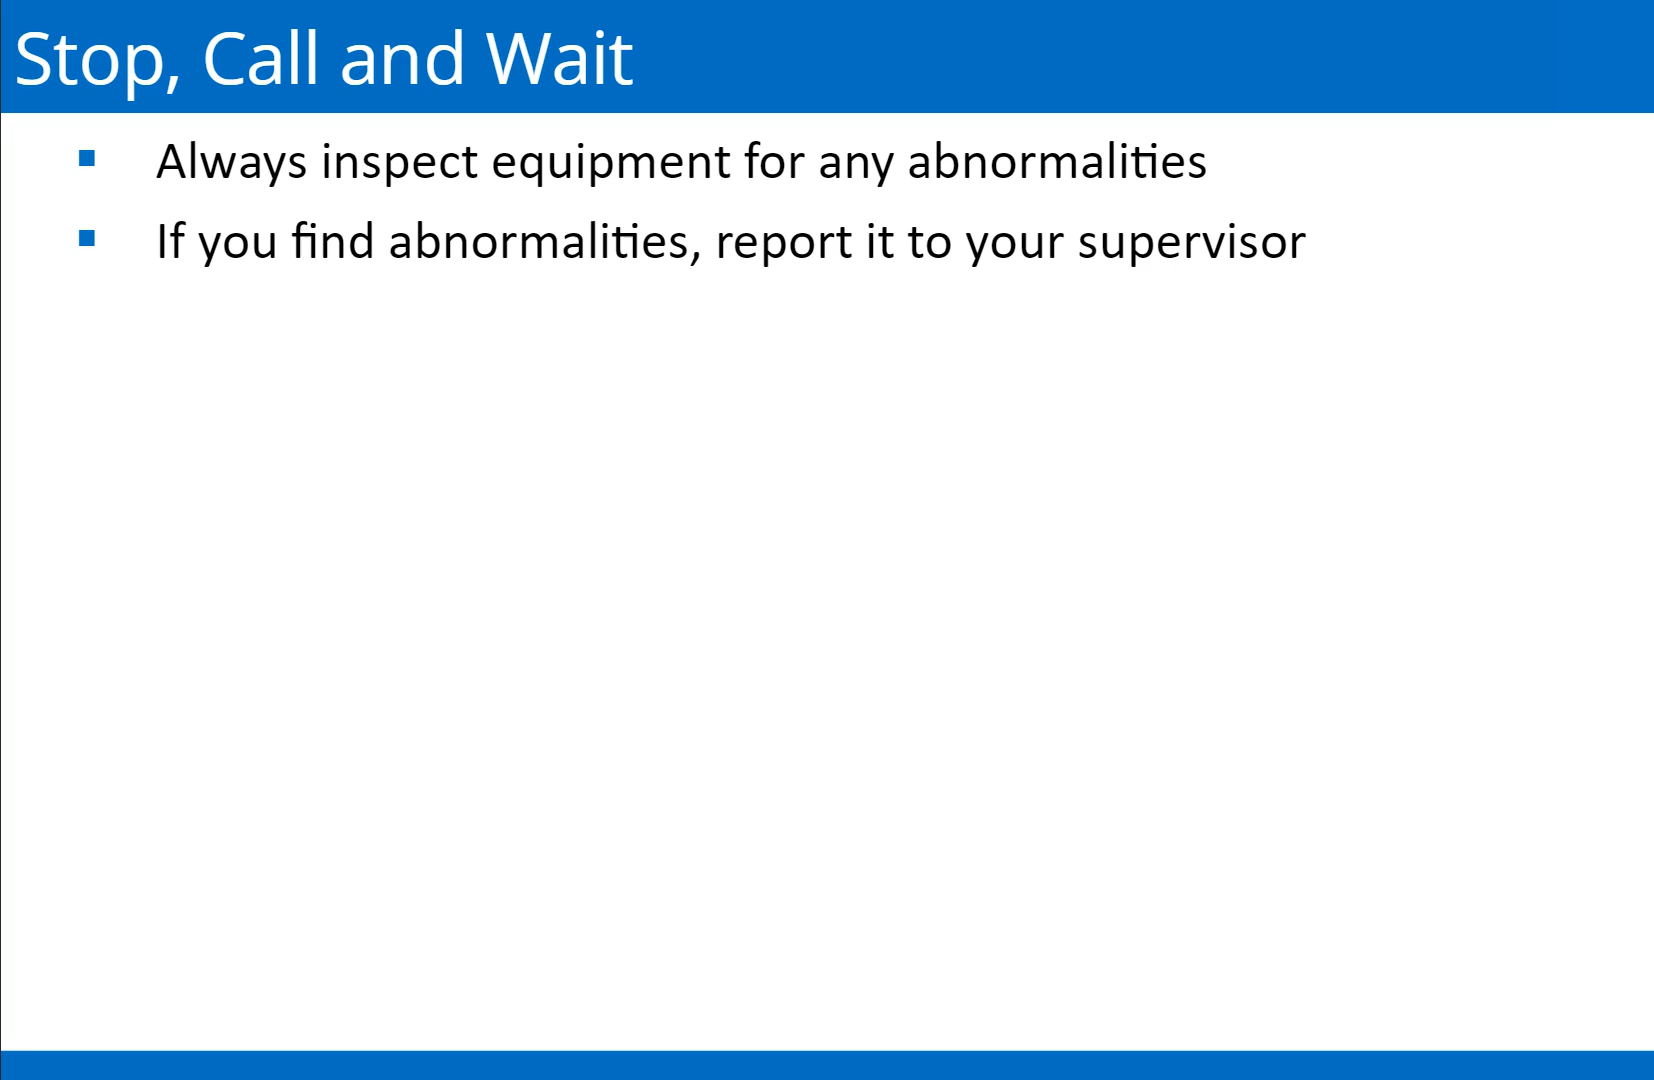 Stop, Call and Wait
Always inspect equipment for any abnormalities
If you find abnormalities, report it to your supervisor